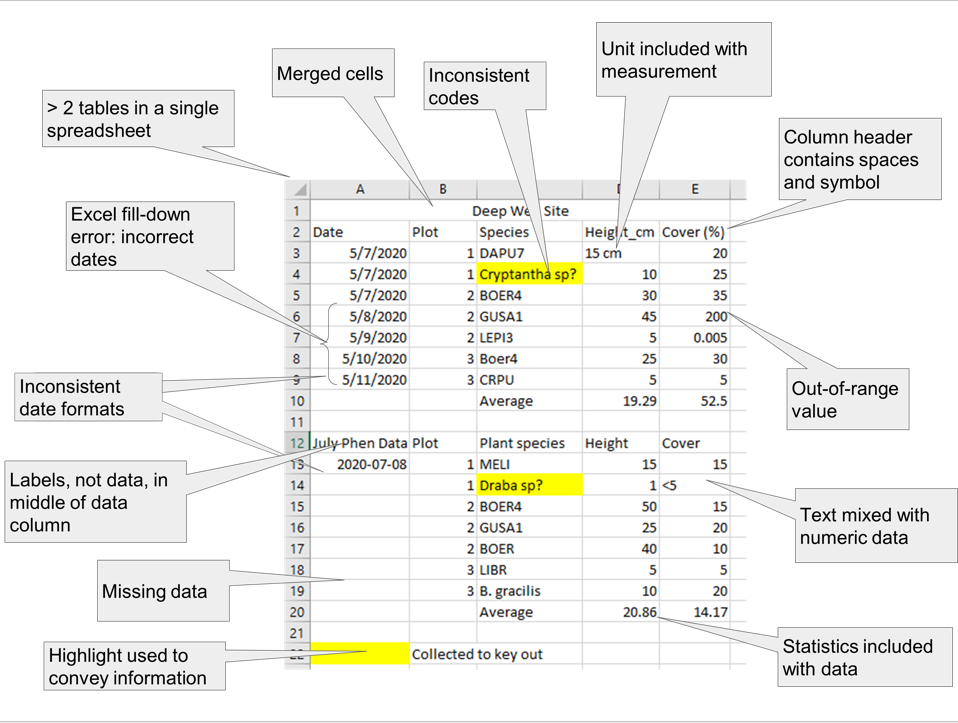 Unit included with
measurement
Merged cells
Inconsistent
codes
> 2 tables in a single
spreadsheet
Column header
contains spaces
and symbol
Excel fill-down
error: incorrect
dates
Inconsistent
date formats
Out-of-range
value
Labels, not data, in
middle of data
column
Text mixed with
numeric data
Missing data
Highlight used to
convey information
Statistics included
with data
A B E
1 Deep Well Site
2 Date Plot Species Height_cm Cover (%)
3 5/7/2020 1 DAPU7 15 cm 20
4 5/7/2020 1 Cryptantha sp? 10 25
5 5/7/2020 2 BOER4 30 35
6 5/8/2020 2 GUSA1 45 200
7 5/9/2020 2 LEPI3 5 0.005
8 5/10/2020 3 Boer4 25 30
9 5/11/2020 3 CRPU 5 5
10 Average 19.29 52.5
11
12 July Phen Data Plot Plant species Height Cover
13 2020-07-08 1 MELI 15 15
14 1 Draba sp? 1 <5
15 2 BOER4 50 15
16 2 GUSA1 25 20
17 2 BOER 40 10
18 3 LIBR 5 5
19 3 B. gracilis 10 20
20 Average 20.86 14.17
21
22 Collected to key out